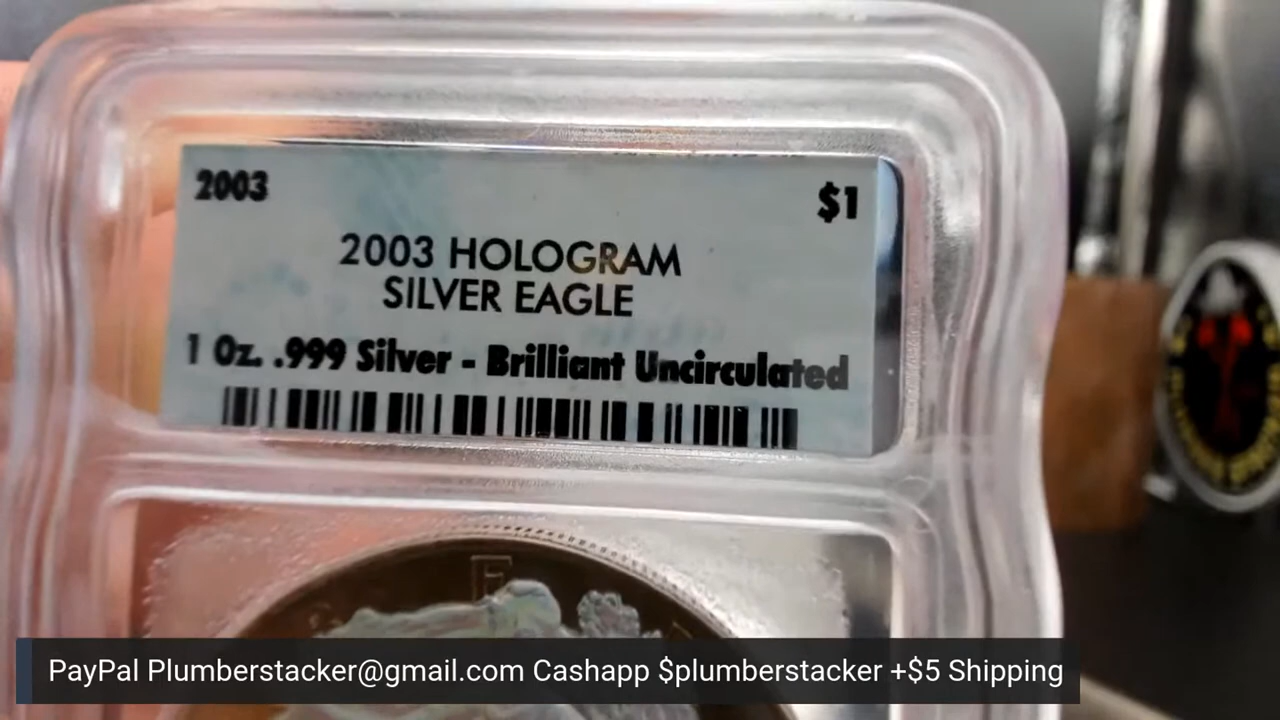 2003
$1
2003 HOLOGRAM
SILVER EAGLE
1 Oz. .999 Silver - Brilliant Uncirculated
PayPal Plumberstacker@gmail.com Cashapp $plumberstacker +$5 Shipping